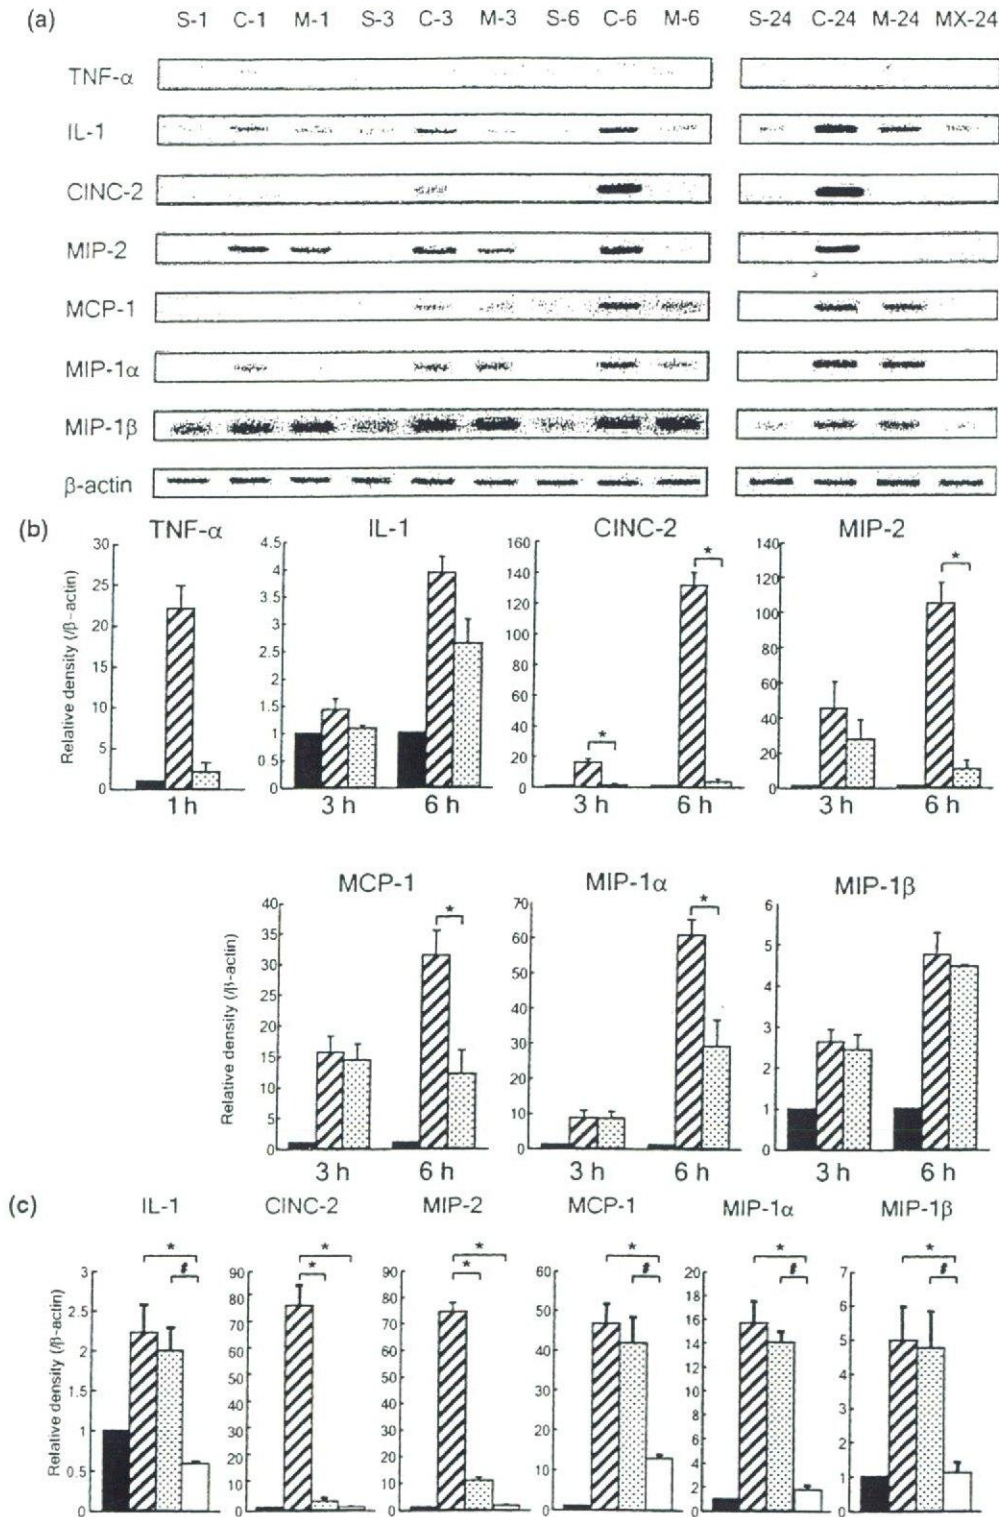 (a) S-1 C-1 M-1 S-3 C-3 M-3 S-6 C-6 M-6 S-24 C-24 M-24 MX-24
TNF-α
IL-1
CINC-2
MIP-2
MCP-1
MIP-1α
MIP-1β
β-actin
(b) TNF-α IL-1 CINC-2 MIP-2
Relative density (/β-actin)
30 25 20 15 10 5 0
1 h
4.5 4 3.5 3 2.5 2 1.5 1 0.5 0
3 h 6 h
160 140 120 100 80 60 40 20 0
* *
3 h 6 h
140 120 100 80 60 40 20 0
*
3 h 6 h
MCP-1 MIP-1α MIP-1β
Relative density (/β-actin)
40 35 30 25 20 15 10 5 0
*
3 h 6 h
70 60 50 40 30 20 10 0
*
3 h 6 h
6 5 4 3 2 1 0
3 h 6 h
(c) IL-1 CINC-2 MIP-2 MCP-1 MIP-1α MIP-1β
Relative density (/β-actin)
3 2.5 2 1.5 1 0.5 0
* #
90 80 70 60 50 40 30 20 10 0
* *
90 80 70 60 50 40 30 20 10 0
* *
60 50 40 30 20 10 0
* #
20 18 16 14 12 10 8 6 4 2 0
* #
7 6 5 4 3 2 1 0
* #